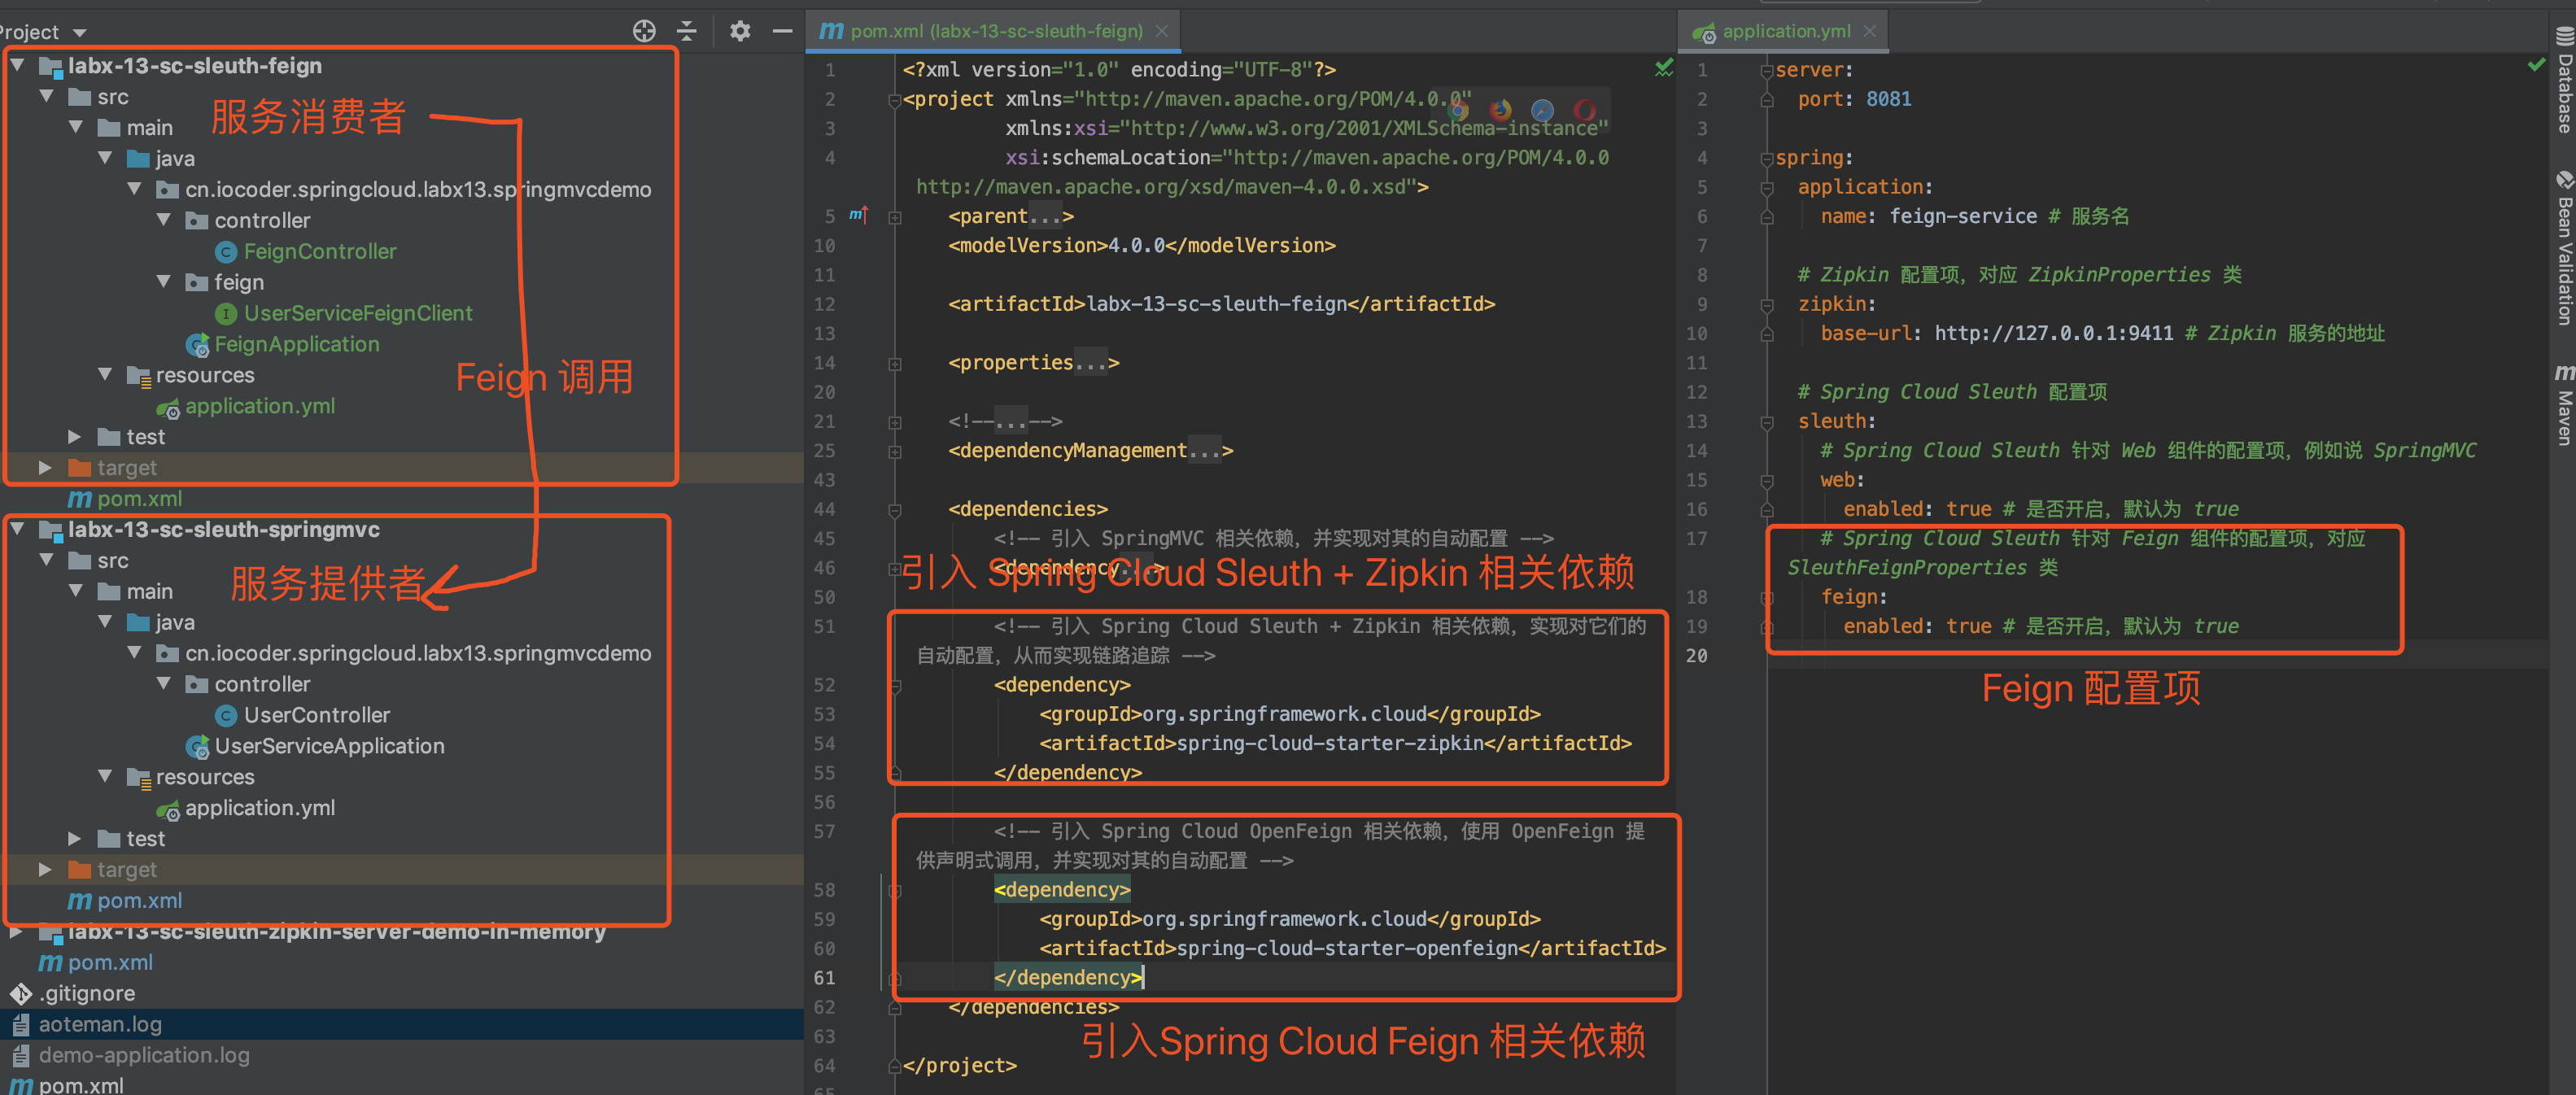 Project
labx-13-sc-sleuth-feign
src
main
服务消费者
java
cn.iocoder.springcloud.labx13.springmvcdemo
controller
FeignController
feign
UserServiceFeignClient
FeignApplication
resources
Feign 调用
application.yml
test
target
pom.xml
labx-13-sc-sleuth-springmvc
src
main
服务提供者
java
cn.iocoder.springcloud.labx13.springmvcdemo
controller
UserController
UserServiceApplication
resources
application.yml
test
target
pom.xml
labx-13-sc-sleuth-zipkin-server-demo-in-memory
pom.xml
.gitignore
aoteman.log
demo-application.log
pom.xml
pom.xml (labx-13-sc-sleuth-feign)
1 <?xml version="1.0" encoding="UTF-8"?>
2 <project xmlns="http://maven.apache.org/POM/4.0.0"
3 xmlns:xsi="http://www.w3.org/2001/XMLSchema-instance"
4 xsi:schemaLocation="http://maven.apache.org/POM/4.0.0
http://maven.apache.org/xsd/maven-4.0.0.xsd">
5 <parent...>
10 <modelVersion>4.0.0</modelVersion>
11
12 <artifactId>labx-13-sc-sleuth-feign</artifactId>
13
14 <properties...>
20
21 <!--...-->
25 <dependencyManagement...>
43
44 <dependencies>
45 <!-- 引入 SpringMVC 相关依赖，并实现对其的自动配置 -->
46 <dependency...>
引入 Spring Cloud Sleuth + Zipkin 相关依赖
50
51 <!-- 引入 Spring Cloud Sleuth + Zipkin 相关依赖，实现对它们的
自动配置，从而实现链路追踪 -->
52 <dependency>
53 <groupId>org.springframework.cloud</groupId>
54 <artifactId>spring-cloud-starter-zipkin</artifactId>
55 </dependency>
56
57 <!-- 引入 Spring Cloud OpenFeign 相关依赖，使用 OpenFeign 提
供声明式调用，并实现对其的自动配置 -->
58 <dependency>
59 <groupId>org.springframework.cloud</groupId>
60 <artifactId>spring-cloud-starter-openfeign</artifactId>
61 </dependency>
62 </dependencies>
63
引入Spring Cloud Feign 相关依赖
64 </project>
65
application.yml
1 server:
2 port: 8081
3
4 spring:
5 application:
6 name: feign-service # 服务名
7
8 # Zipkin 配置项，对应 ZipkinProperties 类
9 zipkin:
10 base-url: http://127.0.0.1:9411 # Zipkin 服务的地址
11
12 # Spring Cloud Sleuth 配置项
13 sleuth:
14 # Spring Cloud Sleuth 针对 Web 组件的配置项，例如说 SpringMVC
15 web:
16 enabled: true # 是否开启，默认为 true
17 # Spring Cloud Sleuth 针对 Feign 组件的配置项，对应
SleuthFeignProperties 类
18 feign:
19 enabled: true # 是否开启，默认为 true
20
Feign 配置项
Database
Bean Validation
Maven